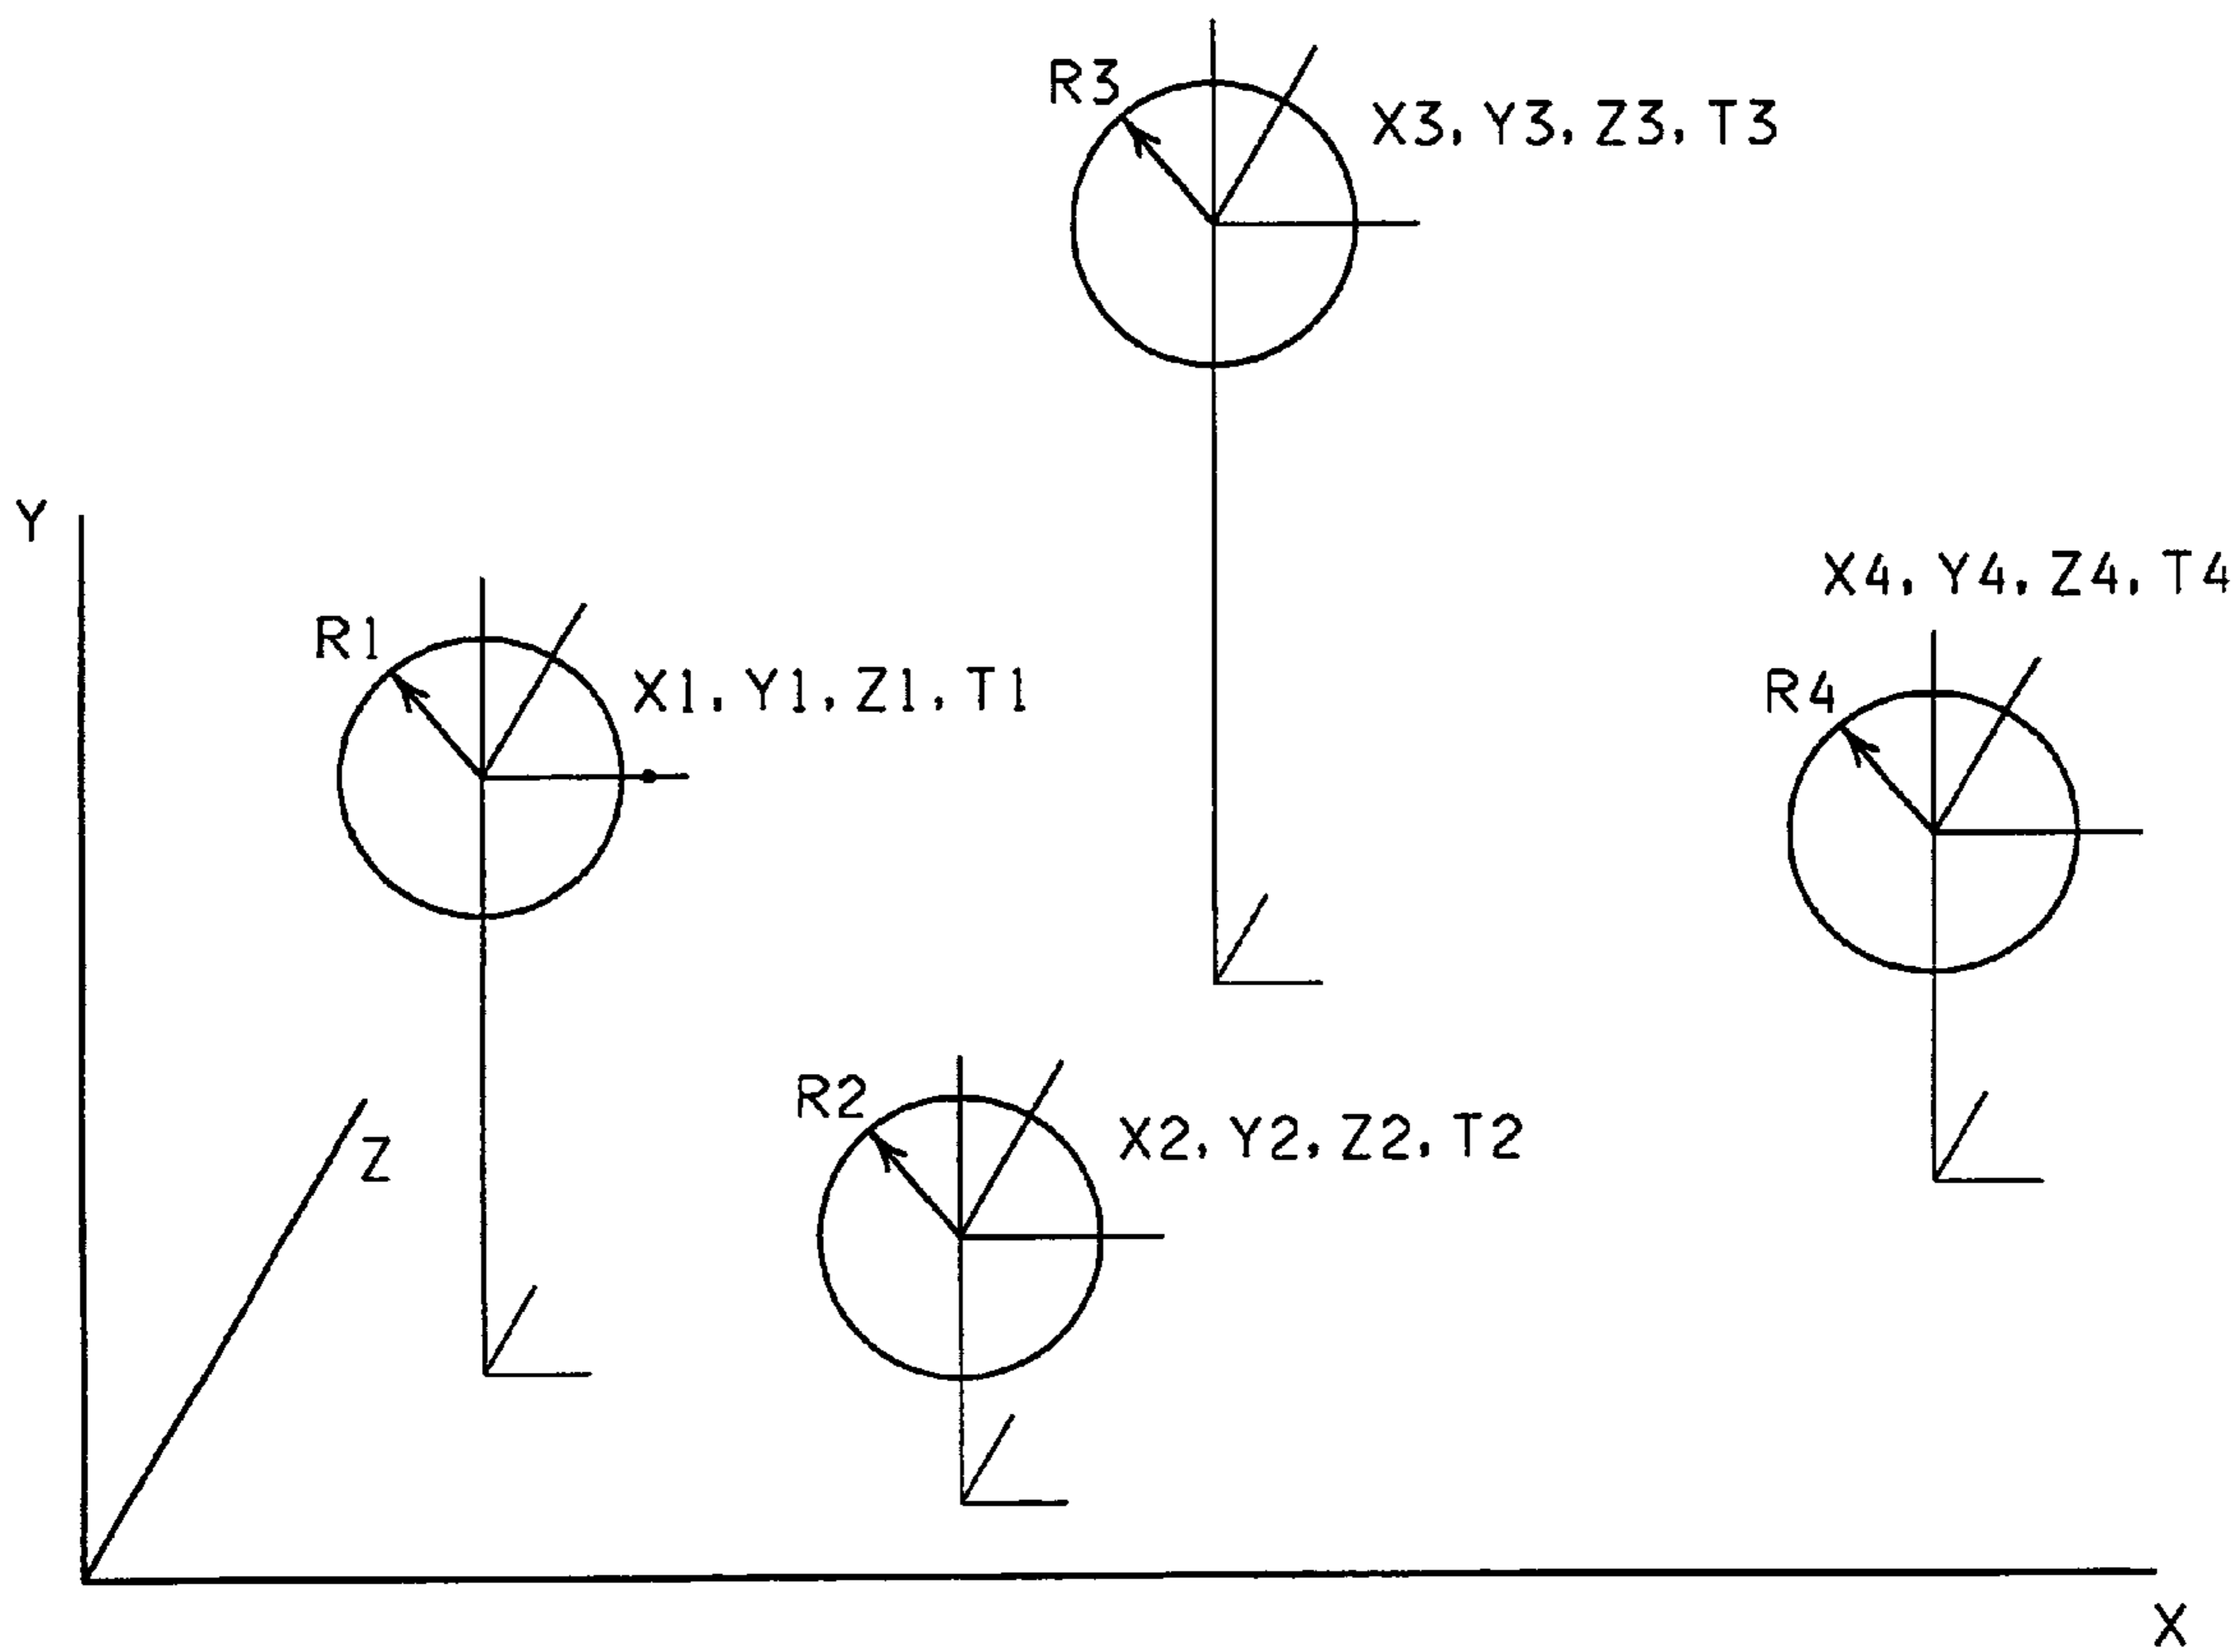 R3
X3, Y3, Z3, T3
Y
X4, Y4, Z4, T4
R1
X1, Y1, Z1, T1
R4
R2
X2, Y2, Z2, T2
Z
X